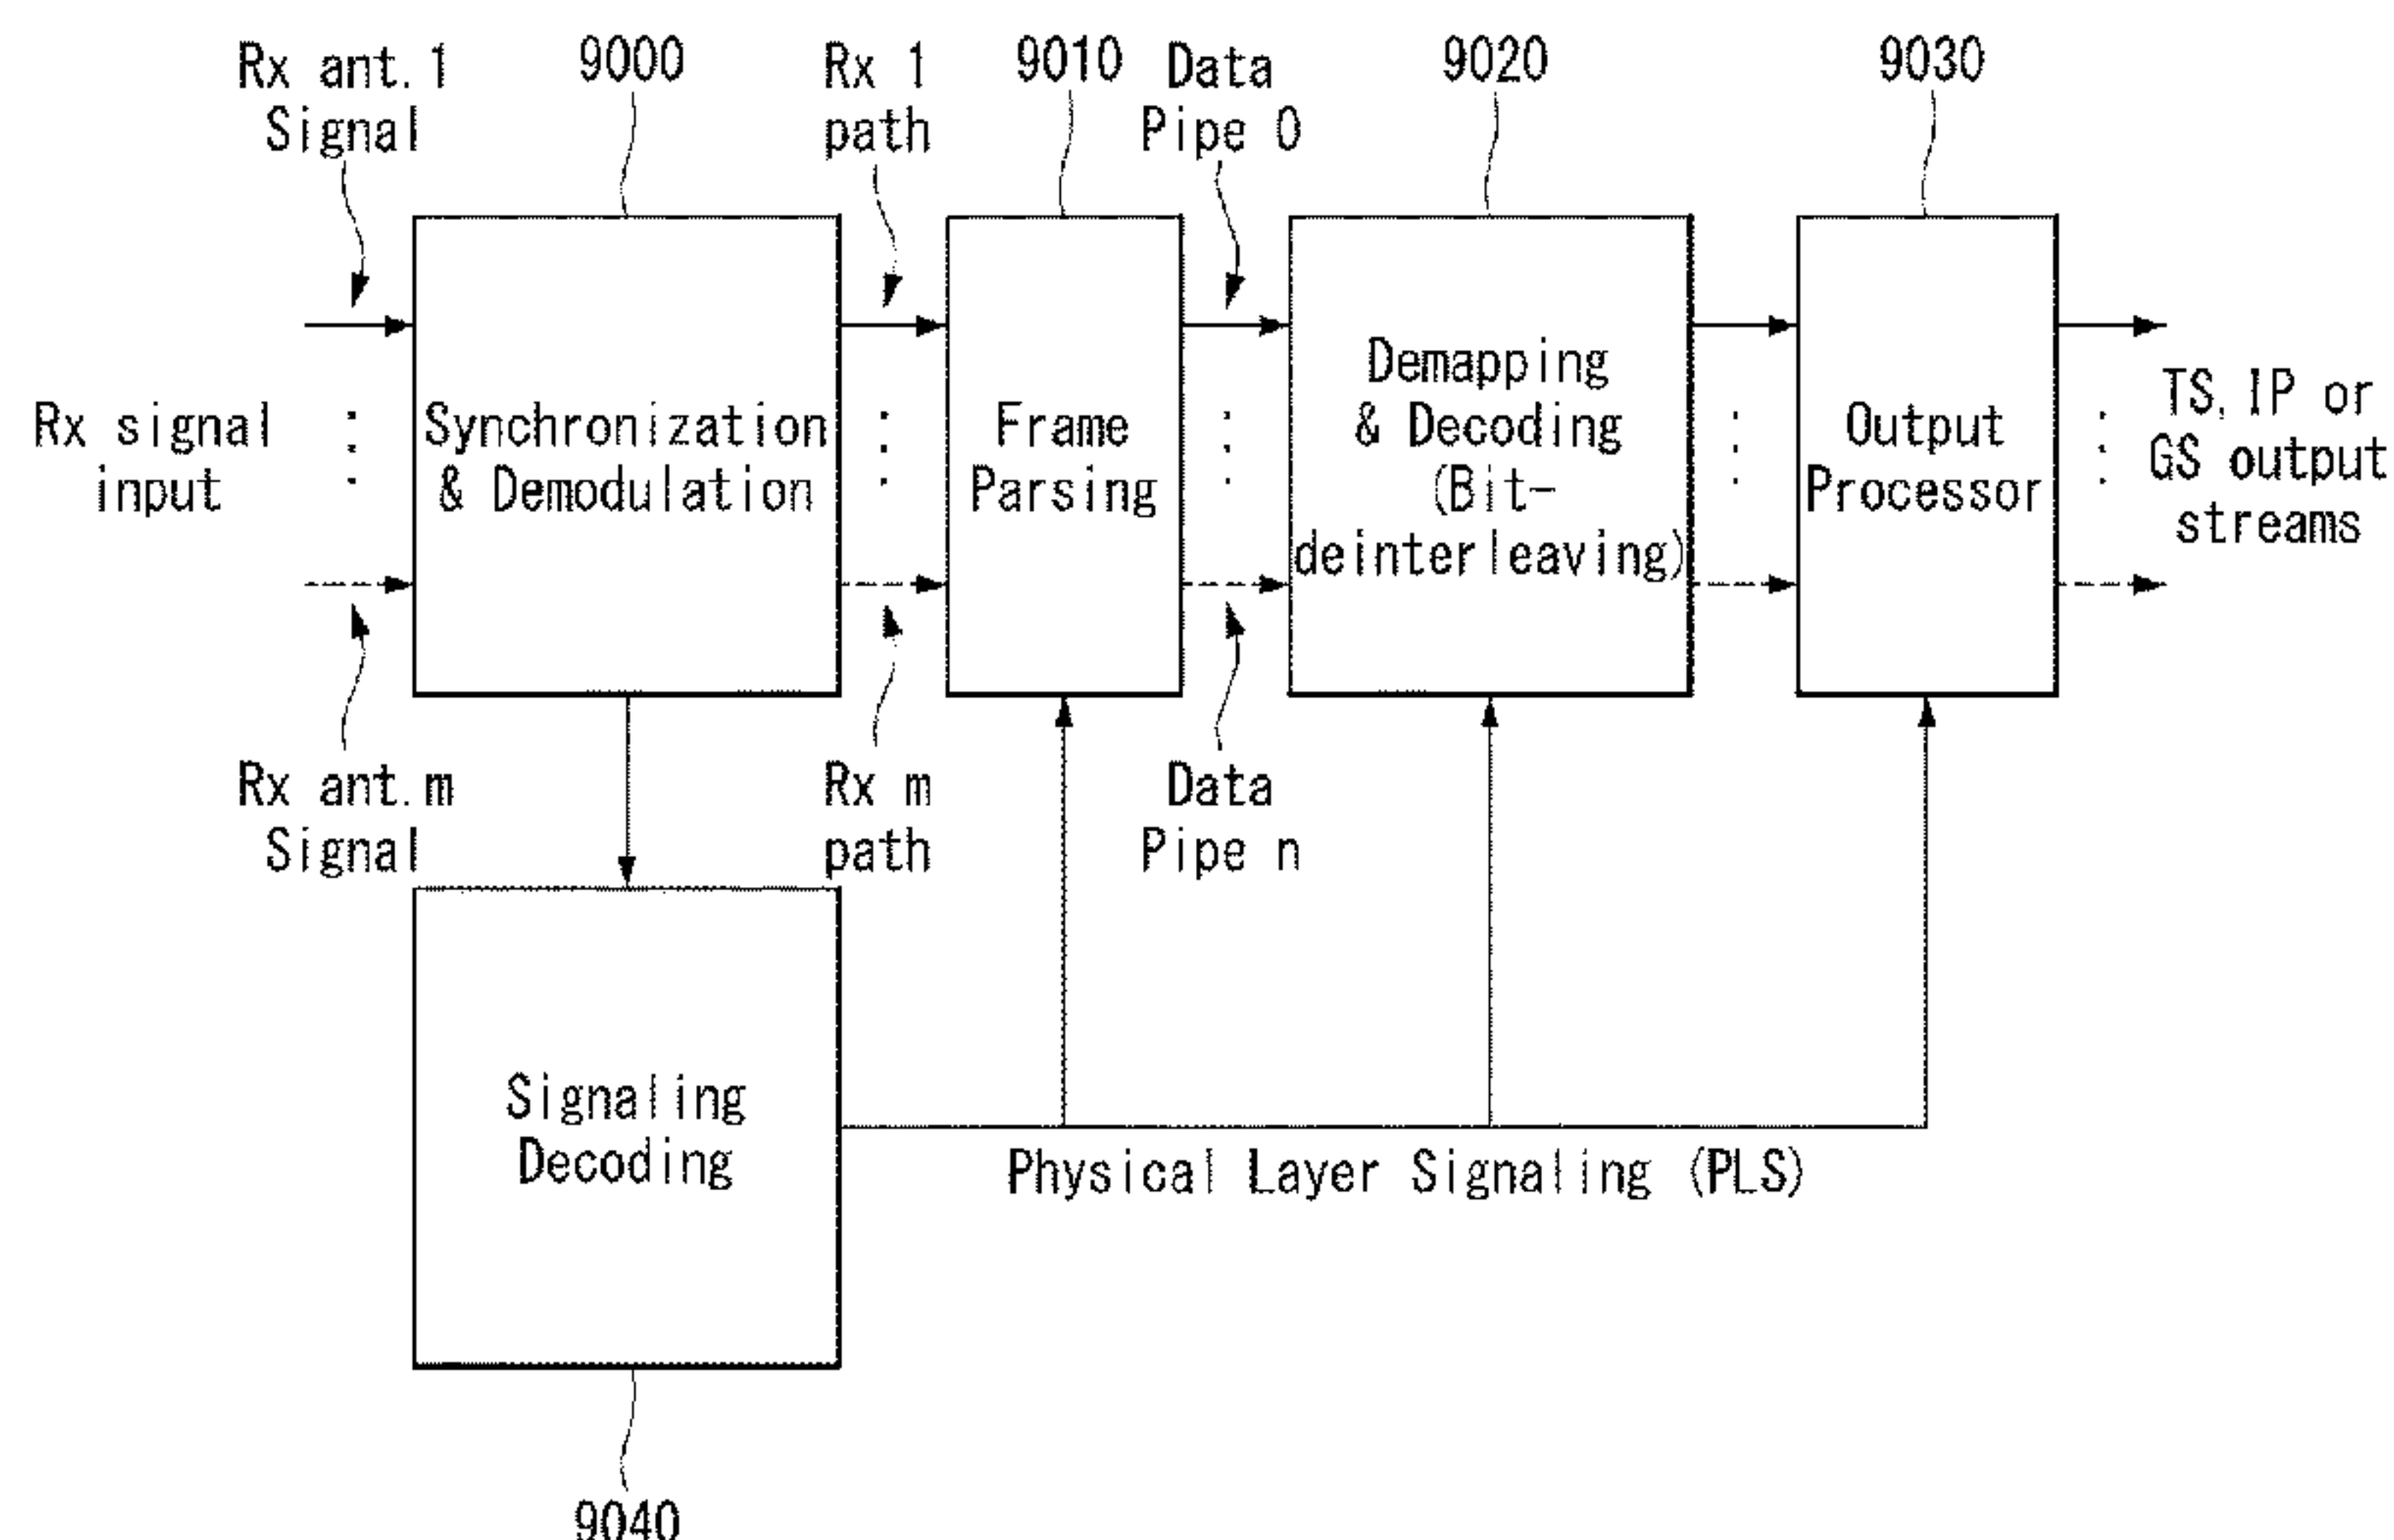 Rx ant.1
Signal
9000
Rx 1
path
9010
Data
Pipe 0
9020
9030
Rx signal
input
Synchronization
& Demodulation
Frame
Parsing
Demapping
& Decoding
(Bit-
deinterleaving)
Output
Processor
TS, IP or
GS output
streams
Rx ant.m
Signal
Rx m
path
Data
Pipe n
Signaling
Decoding
Physical Layer Signaling (PLS)
9040